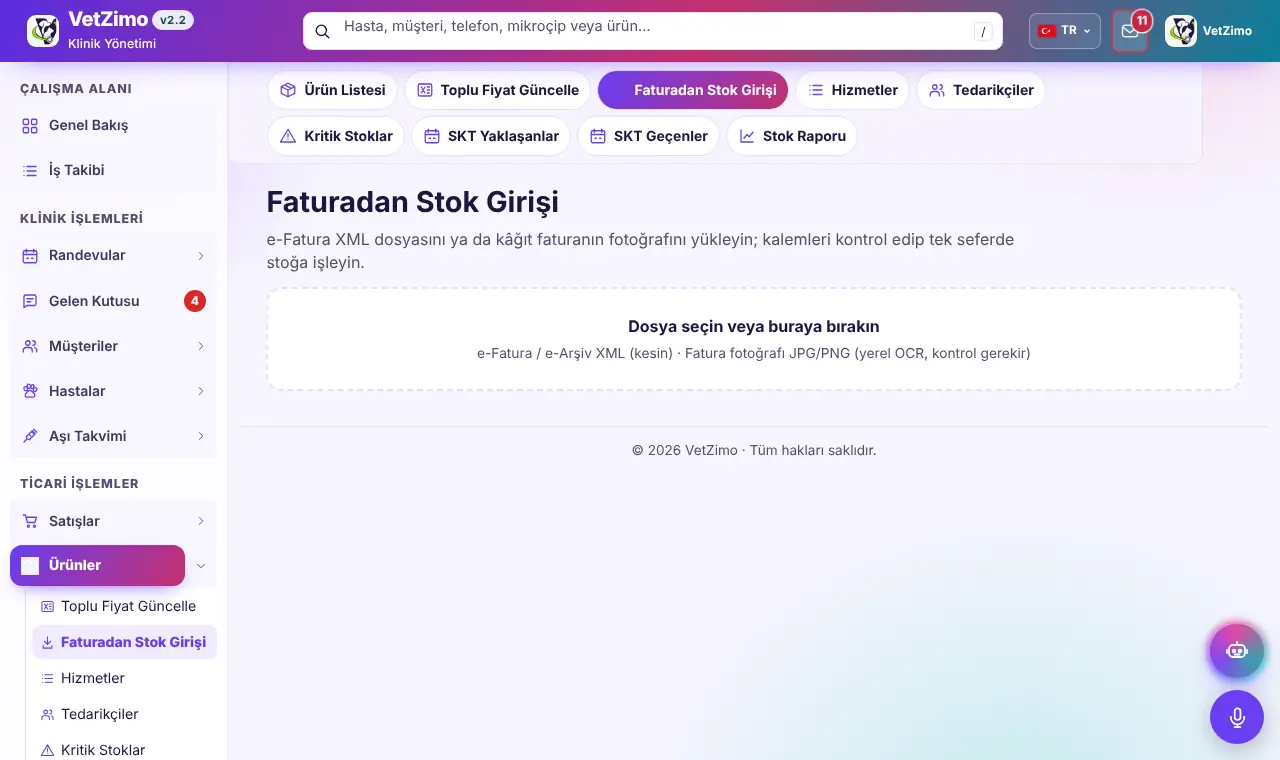 VetZimo v2.2
Klinik Yönetimi
Hasta, müşteri, telefon, mikroçip veya ürün...
/
TR
11
VetZimo
ÇALIŞMA ALANI
Genel Bakış
İş Takibi
KLİNİK İŞLEMLERİ
Randevular
Gelen Kutusu 4
Müşteriler
Hastalar
Aşı Takvimi
TİCARİ İŞLEMLER
Satışlar
Ürünler
Toplu Fiyat Güncelle
Faturadan Stok Girişi
Hizmetler
Tedarikçiler
Kritik Stoklar
Ürün Listesi
Toplu Fiyat Güncelle
Faturadan Stok Girişi
Hizmetler
Tedarikçiler
Kritik Stoklar
SKT Yaklaşanlar
SKT Geçenler
Stok Raporu
Faturadan Stok Girişi
e-Fatura XML dosyasını ya da kâğıt faturanın fotoğrafını yükleyin; kalemleri kontrol edip tek seferde
stoğa işleyin.
Dosya seçin veya buraya bırakın
e-Fatura / e-Arşiv XML (kesin) · Fatura fotoğrafı JPG/PNG (yerel OCR, kontrol gerekir)
© 2026 VetZimo · Tüm hakları saklıdır.